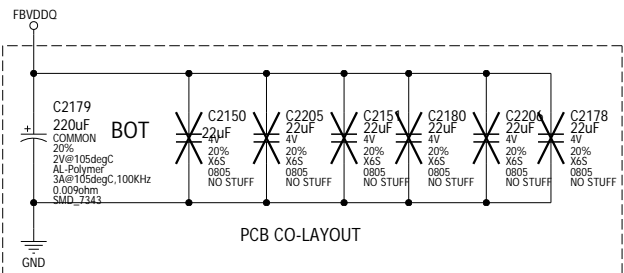 FBVDDQ
C2179
220uF
COMMON
20%
2V@105degC
AL-Polymer
3A@105degC,100KHz
0.009ohm
SMD_7343
+
BOT
C2150
22uF
4V
20%
X6S
0805
NO STUFF
C2205
22uF
4V
20%
X6S
0805
NO STUFF
C2151
22uF
4V
20%
X6S
0805
NO STUFF
C2180
22uF
4V
20%
X6S
0805
NO STUFF
C2206
22uF
4V
20%
X6S
0805
NO STUFF
C2178
22uF
4V
20%
X6S
0805
NO STUFF
PCB CO-LAYOUT
GND